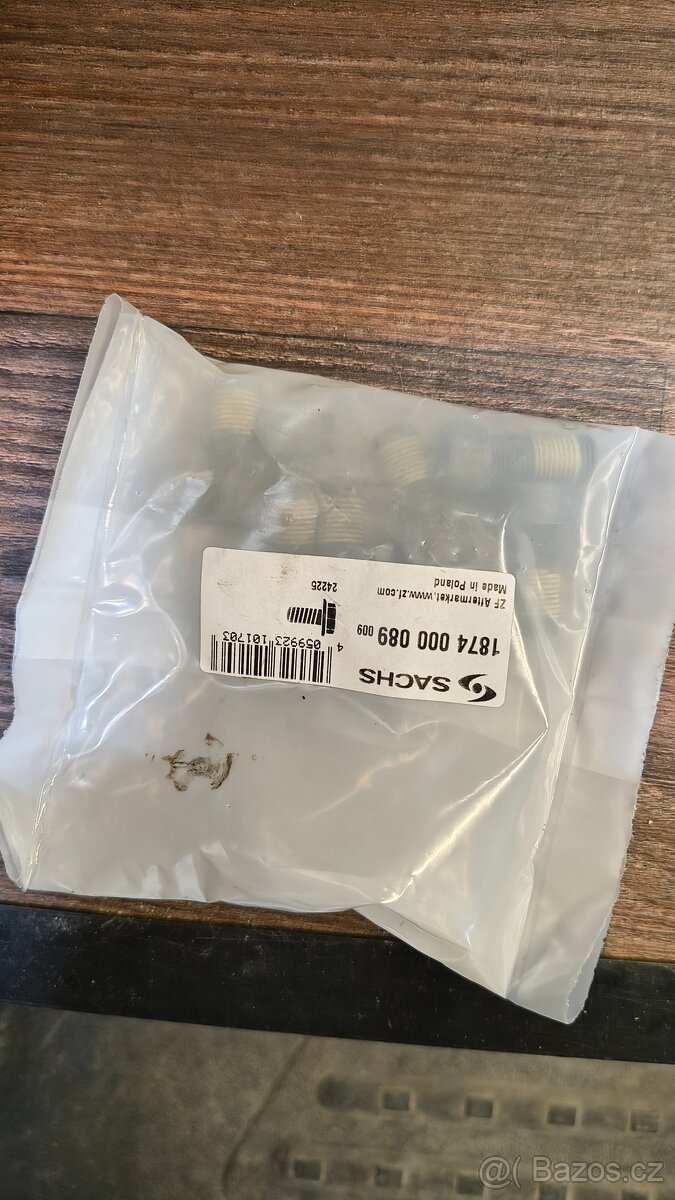 SACHS
1874 000 089 009
ZF Aftermarket, www.zf.com
Made in Poland
4 059923 101703
24225
@( Bazos.cz